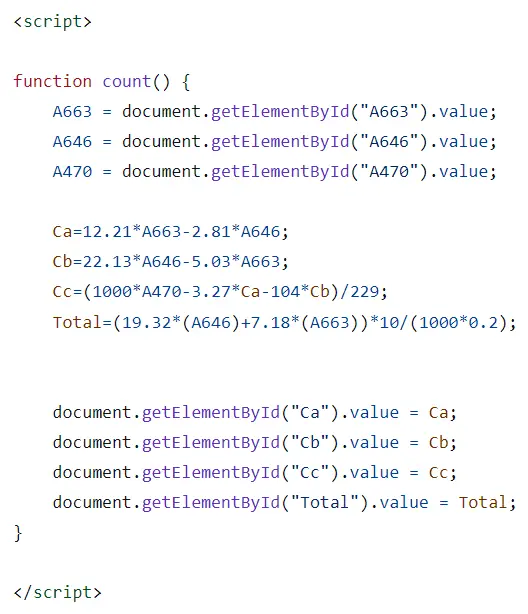 <script>
function count() {
A663 = document.getElementById("A663").value;
A646 = document.getElementById("A646").value;
A470 = document.getElementById("A470").value;
Ca=12.21*A663-2.81*A646;
Cb=22.13*A646-5.03*A663;
Cc=(1000*A470-3.27*Ca-104*Cb)/229;
Total=(19.32*(A646)+7.18*(A663))*10/(1000*0.2);
document.getElementById("Ca").value = Ca;
document.getElementById("Cb").value = Cb;
document.getElementById("Cc").value = Cc;
document.getElementById("Total").value = Total;
}
</script>